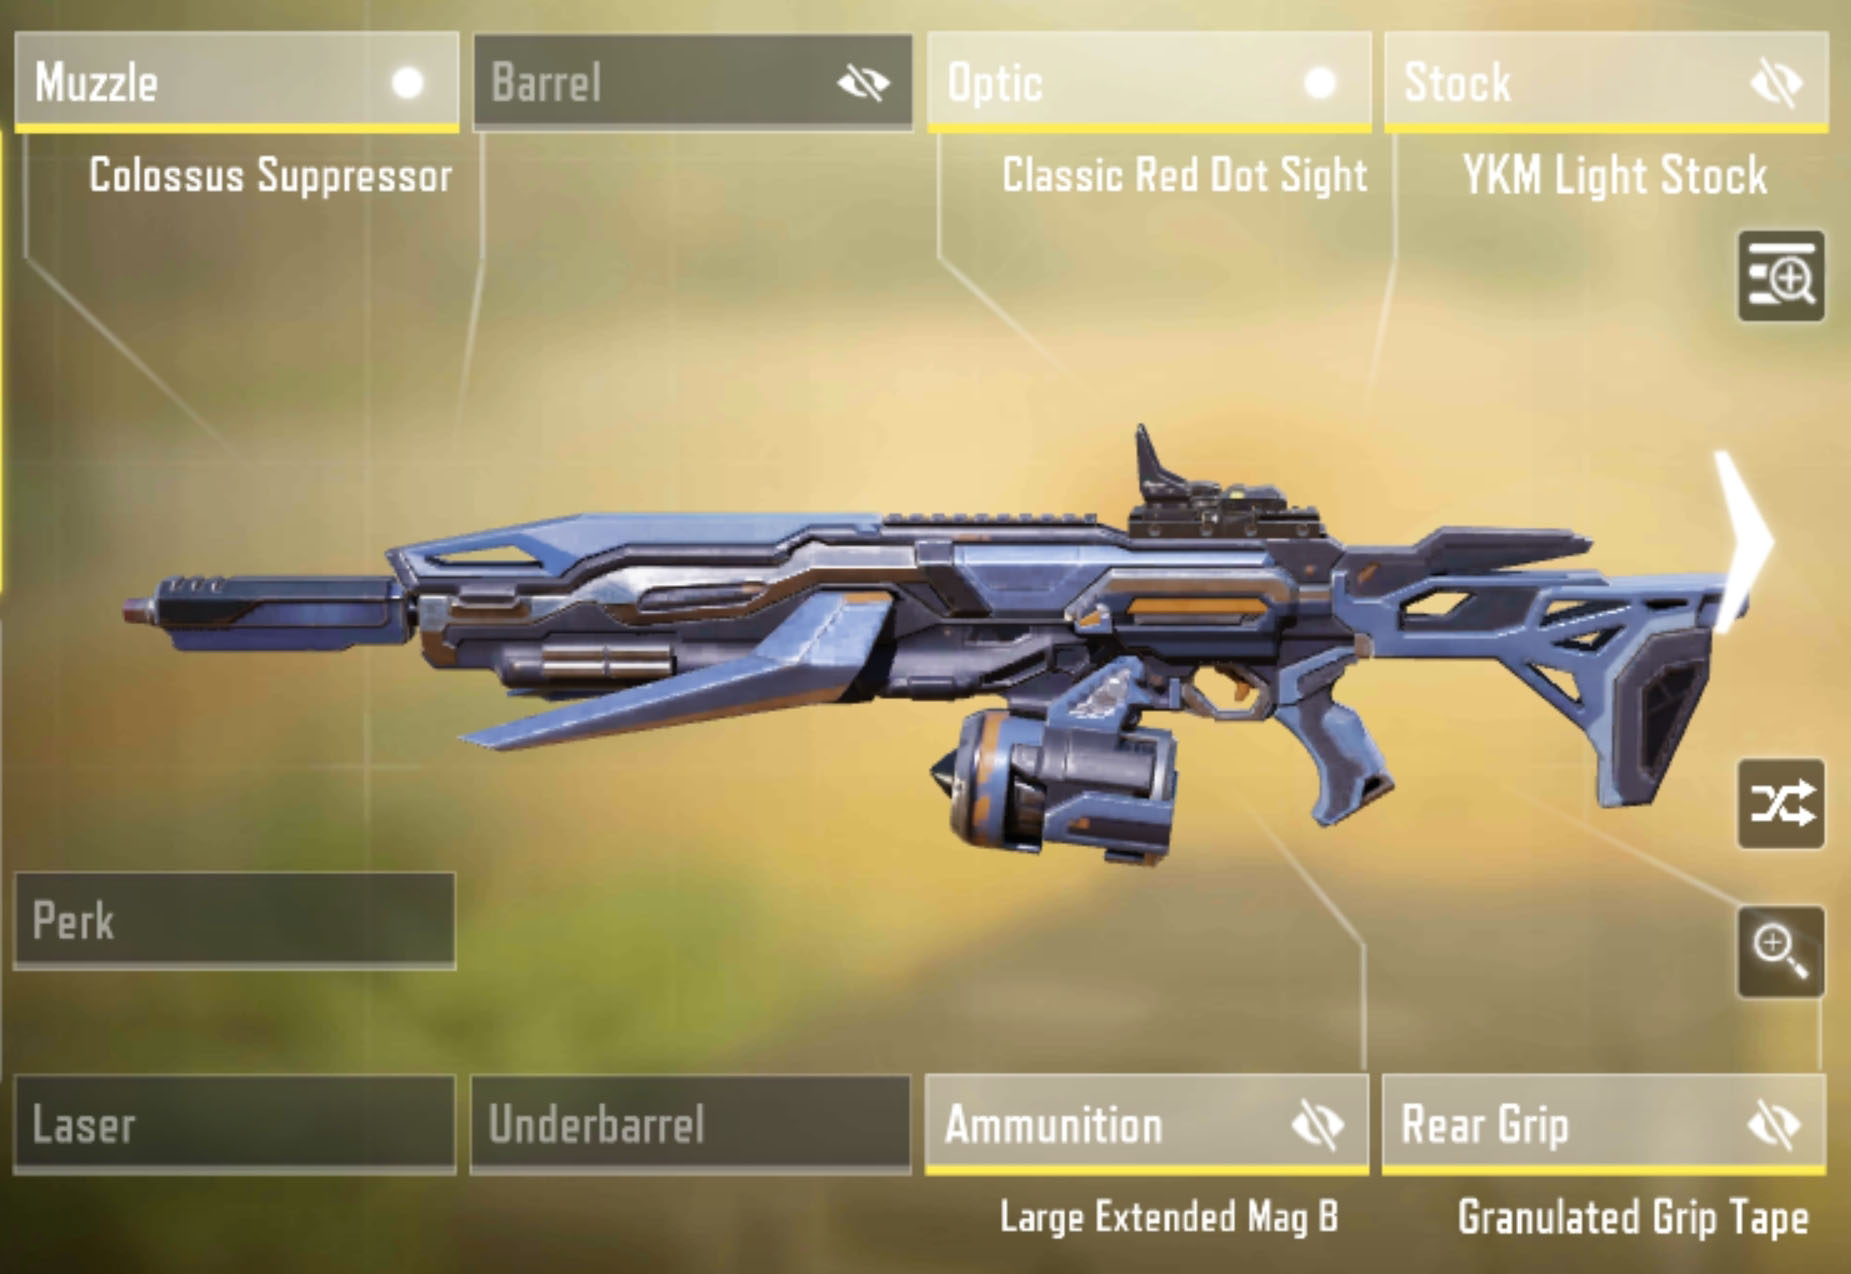 Muzzle
Barrel
Optic
Stock
Colossus Suppressor
Classic Red Dot Sight
YKM Light Stock
Perk
Laser
Underbarrel
Ammunition
Rear Grip
Large Extended Mag B
Granulated Grip Tape